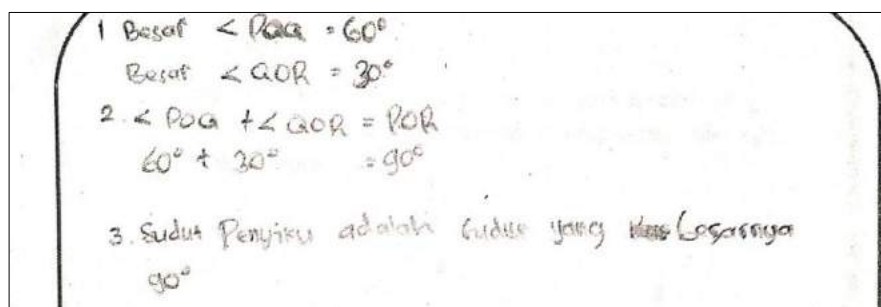 1 Besar < POQ = 60°
Besar < QOR = 30°
2. < POQ + < QOR = POR
60° + 30° = 90°
3. Sudut Penyiku adalah sudut yang besarnya
90°